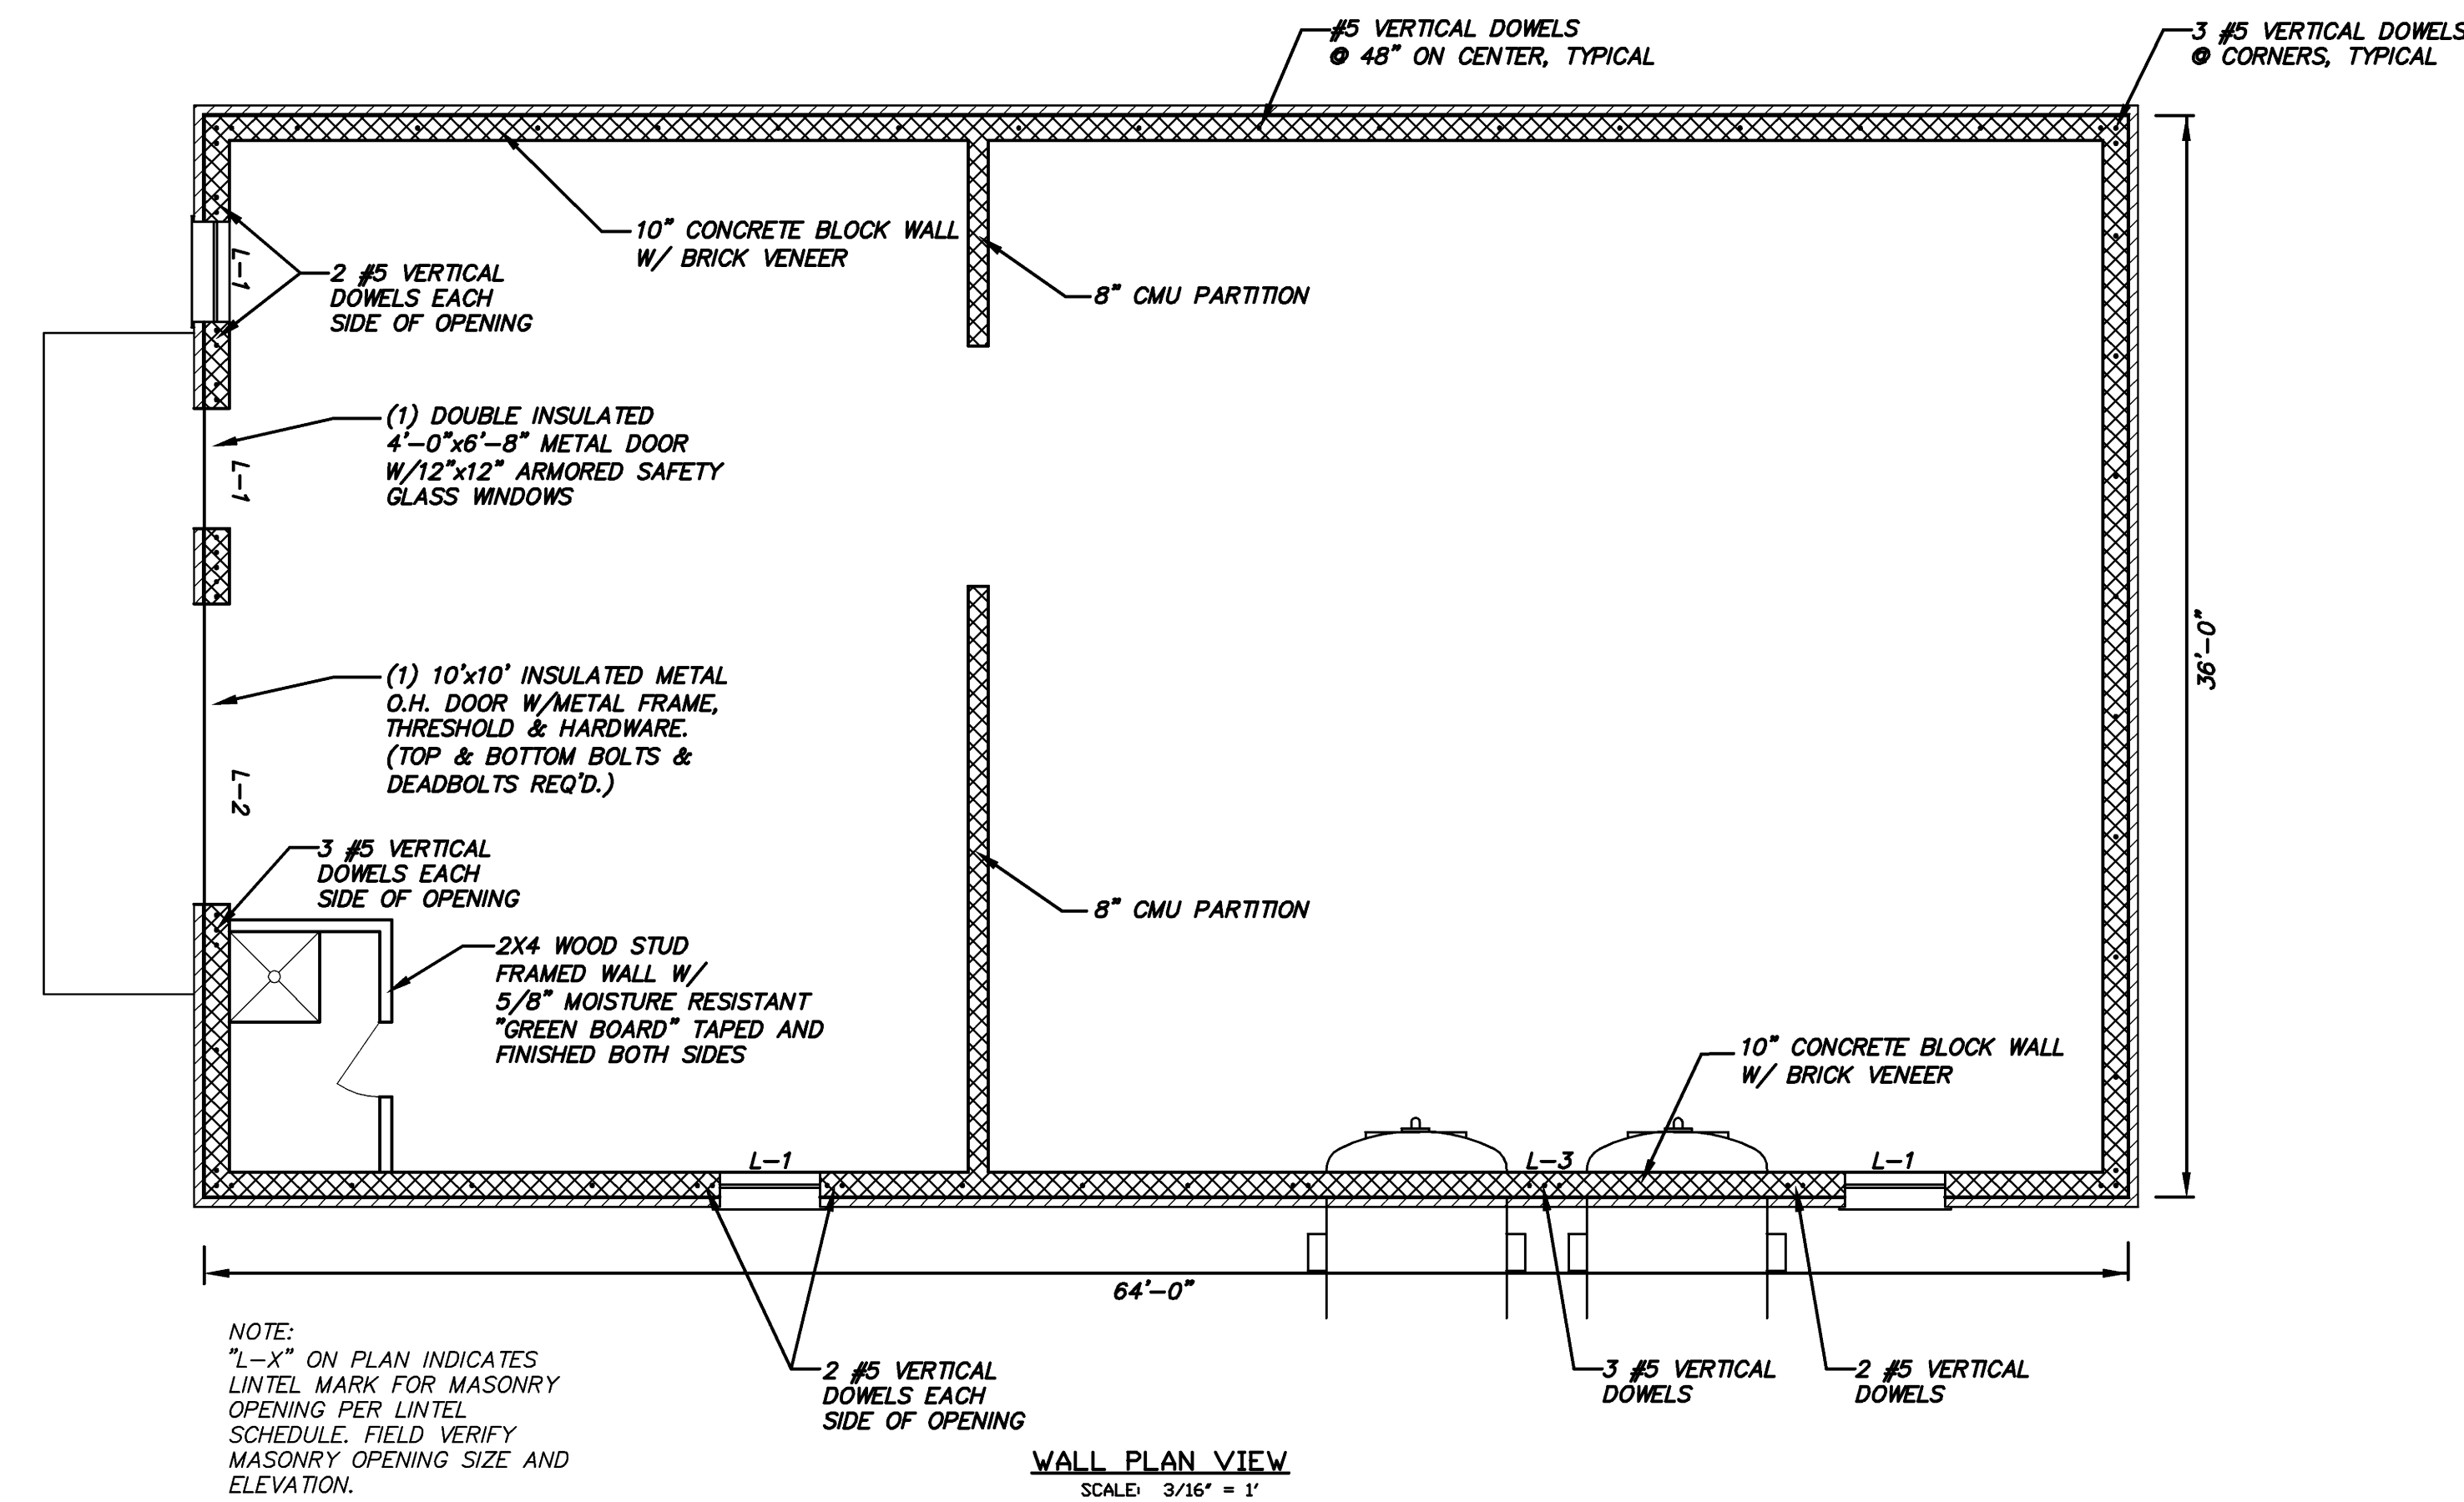 #5 VERTICAL DOWELS
@ 48" ON CENTER, TYPICAL
3 #5 VERTICAL DOWELS
@ CORNERS, TYPICAL
10" CONCRETE BLOCK WALL
W/ BRICK VENEER
L-1
2 #5 VERTICAL
DOWELS EACH
SIDE OF OPENING
8" CMU PARTITION
(1) DOUBLE INSULATED
4'-0"x6'-8" METAL DOOR
W/12"x12" ARMORED SAFETY
GLASS WINDOWS
L-1
36'-0"
(1) 10'x10' INSULATED METAL
O.H. DOOR W/METAL FRAME,
THRESHOLD & HARDWARE.
(TOP & BOTTOM BOLTS &
DEADBOLTS REQ'D.)
L-2
3 #5 VERTICAL
DOWELS EACH
SIDE OF OPENING
8" CMU PARTITION
2X4 WOOD STUD
FRAMED WALL W/
5/8" MOISTURE RESISTANT
"GREEN BOARD" TAPED AND
FINISHED BOTH SIDES
10" CONCRETE BLOCK WALL
W/ BRICK VENEER
L-1
L-3
L-1
64'-0"
NOTE:
"L-X" ON PLAN INDICATES
LINTEL MARK FOR MASONRY
OPENING PER LINTEL
SCHEDULE. FIELD VERIFY
MASONRY OPENING SIZE AND
ELEVATION.
2 #5 VERTICAL
DOWELS EACH
SIDE OF OPENING
3 #5 VERTICAL
DOWELS
2 #5 VERTICAL
DOWELS
WALL PLAN VIEW
SCALE: 3/16" = 1'